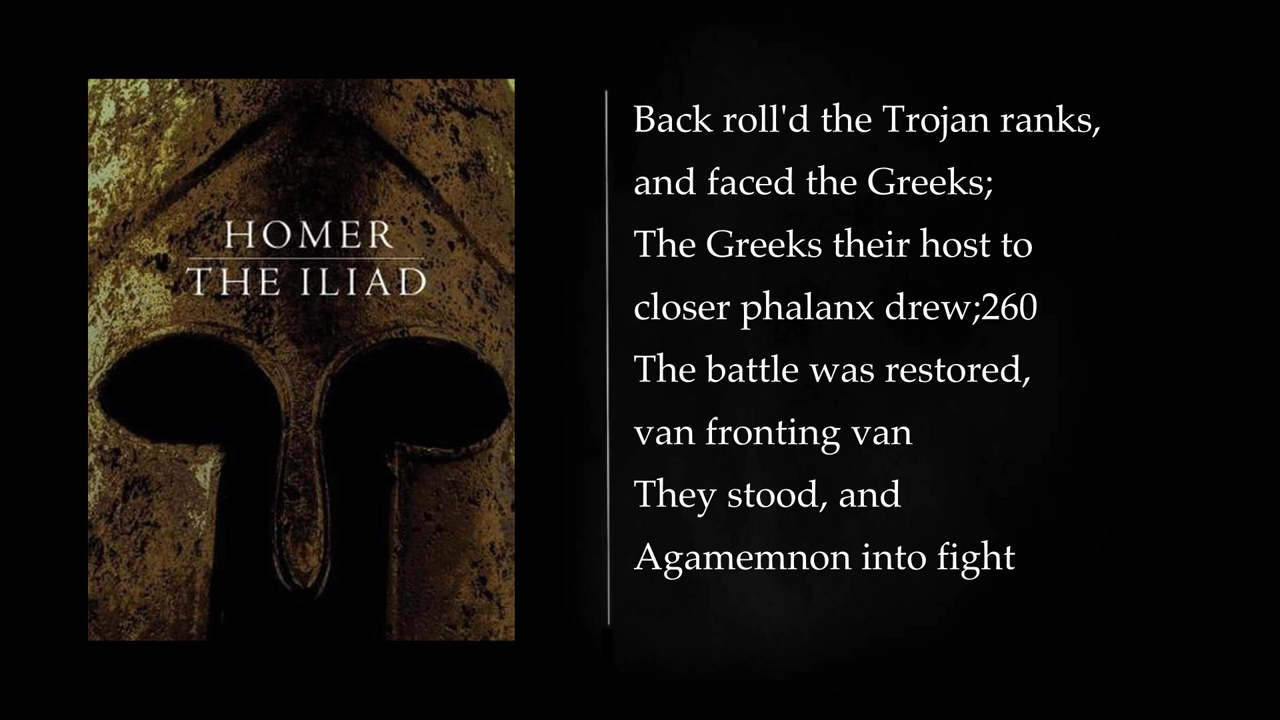 HOMER
THE ILIAD
Back roll'd the Trojan ranks,
and faced the Greeks;
The Greeks their host to
closer phalanx drew;260
The battle was restored,
van fronting van
They stood, and
Agamemnon into fight